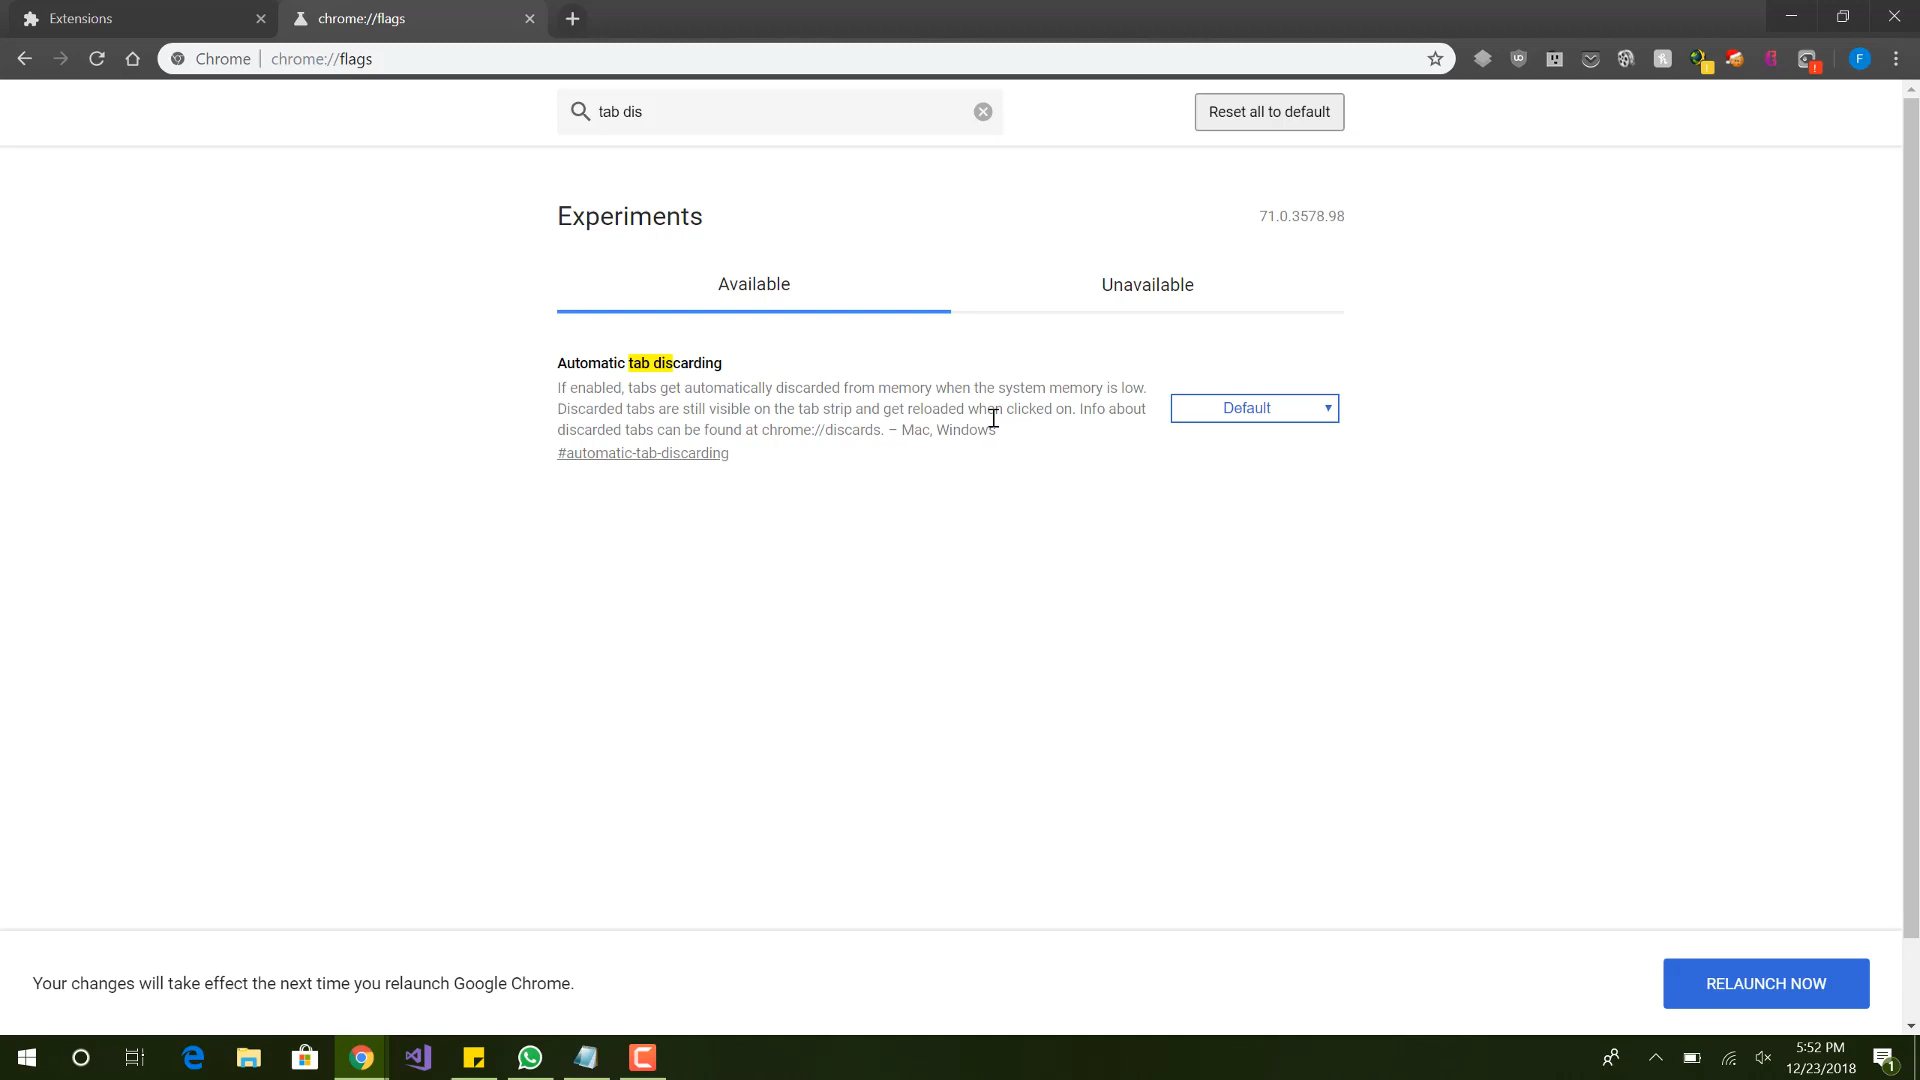 Extensions
chrome://flags
Chrome | chrome://flags
tab dis
Reset all to default
Experiments
71.0.3578.98
Available
Unavailable
Automatic tab discarding
If enabled, tabs get automatically discarded from memory when the system memory is low.
Discarded tabs are still visible on the tab strip and get reloaded when clicked on. Info about
discarded tabs can be found at chrome://discards. – Mac, Windows
#automatic-tab-discarding
Default
Your changes will take effect the next time you relaunch Google Chrome.
RELAUNCH NOW
5:52 PM
12/23/2018
1
F